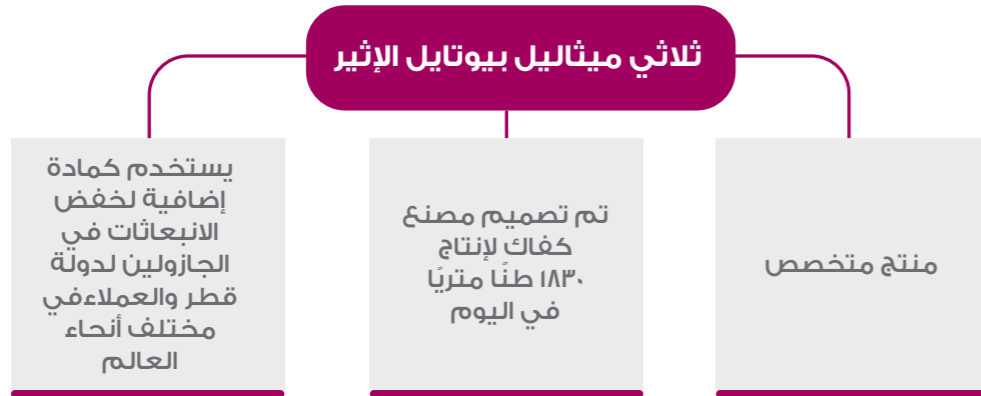 ثلاثي ميثاليل بيوتايل الإثير
منتج متخصص
تم تصميم مصنع
كفاك لإنتاج
١٨٣٠ طنًا متريًا
في اليوم
يستخدم كمادة
إضافية لخفض
الانبعاثات في
الجازولين لدولة
قطر والعملاءفي
مختلف أنحاء
العالم